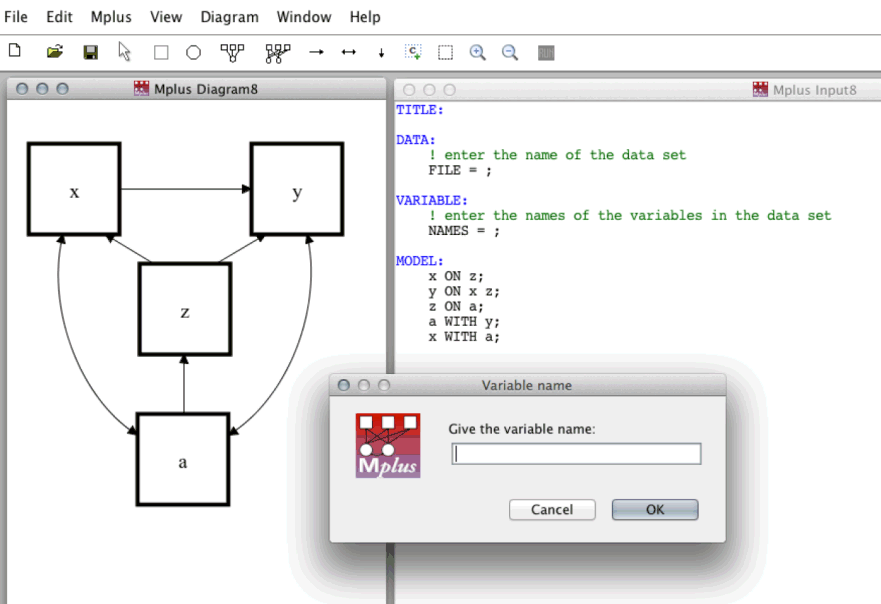 File Edit Mplus View Diagram Window Help
C
Mplus Diagram8
Mplus Input8
x
y
z
a
TITLE:
DATA:
! enter the name of the data set
FILE = ;
VARIABLE:
! enter the names of the variables in the data set
NAMES = ;
MODEL:
x ON z;
y ON x z;
z ON a;
a WITH y;
x WITH a;
Variable name
Give the variable name:
Mplus
Cancel OK